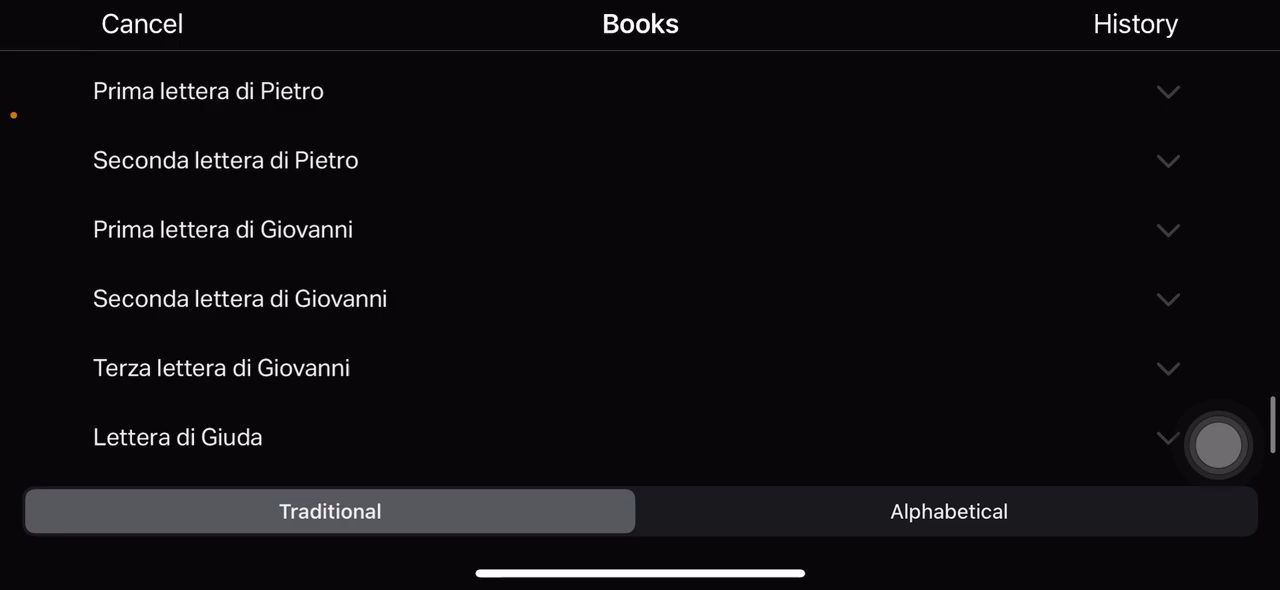 Cancel
Books
History
Prima lettera di Pietro
Seconda lettera di Pietro
Prima lettera di Giovanni
Seconda lettera di Giovanni
Terza lettera di Giovanni
Lettera di Giuda
Traditional
Alphabetical